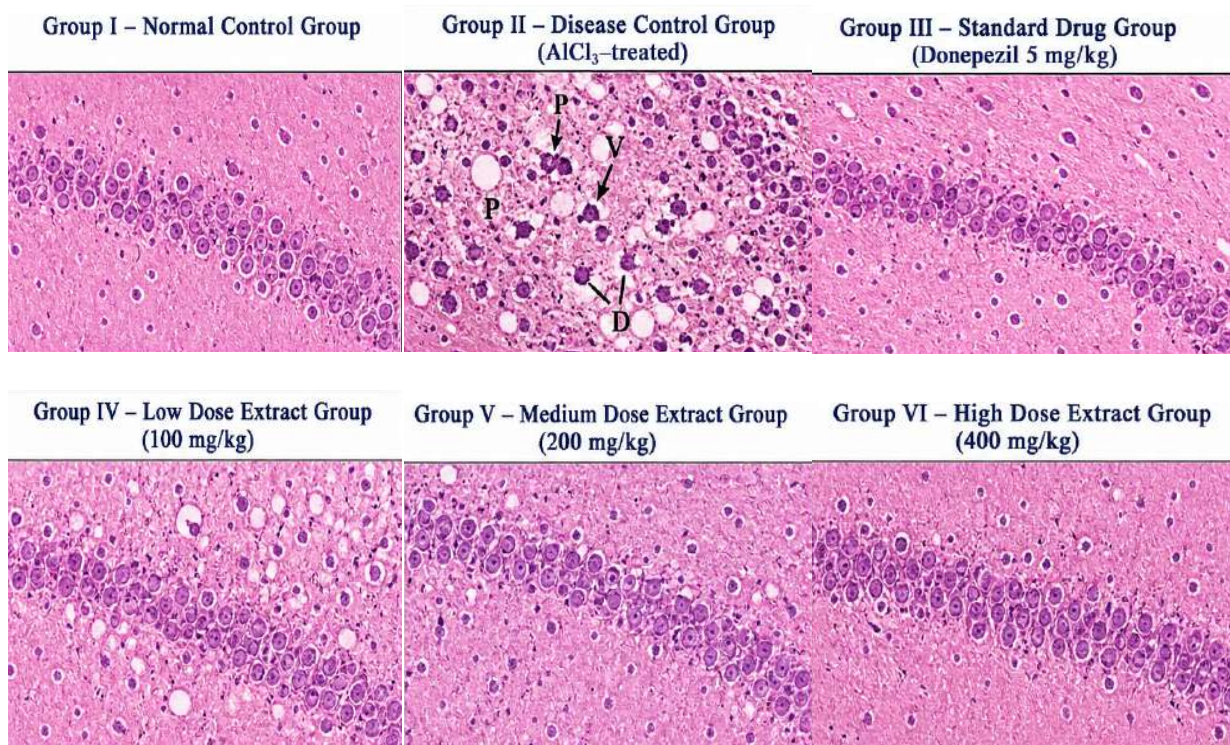 Group I – Normal Control Group
Group II – Disease Control Group
(AlCl₃–treated)
Group III – Standard Drug Group
(Donepezil 5 mg/kg)
P
V
P
D
Group IV – Low Dose Extract Group
(100 mg/kg)
Group V – Medium Dose Extract Group
(200 mg/kg)
Group VI – High Dose Extract Group
(400 mg/kg)